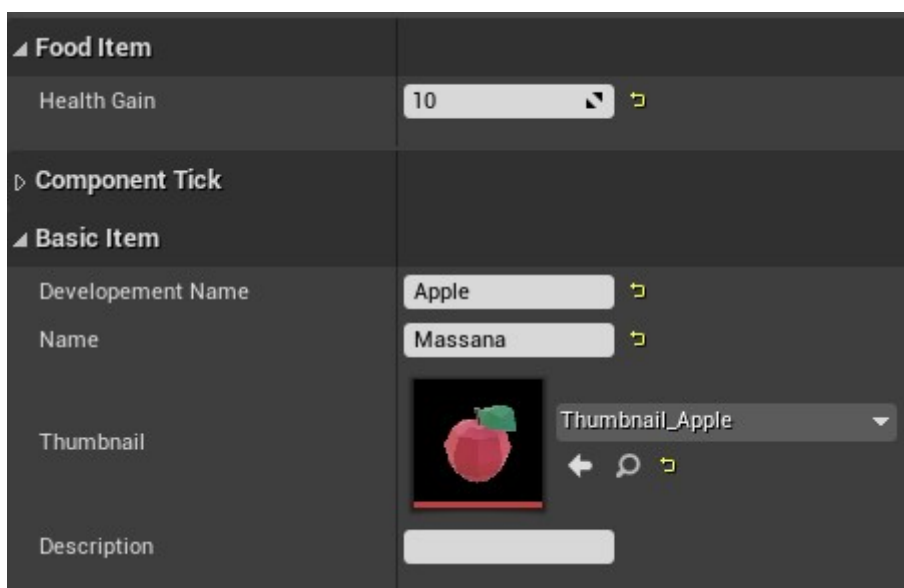 Food Item
Health Gain 10
Component Tick
Basic Item
Developement Name Apple
Name Massana
Thumbnail Thumbnail_Apple
Description